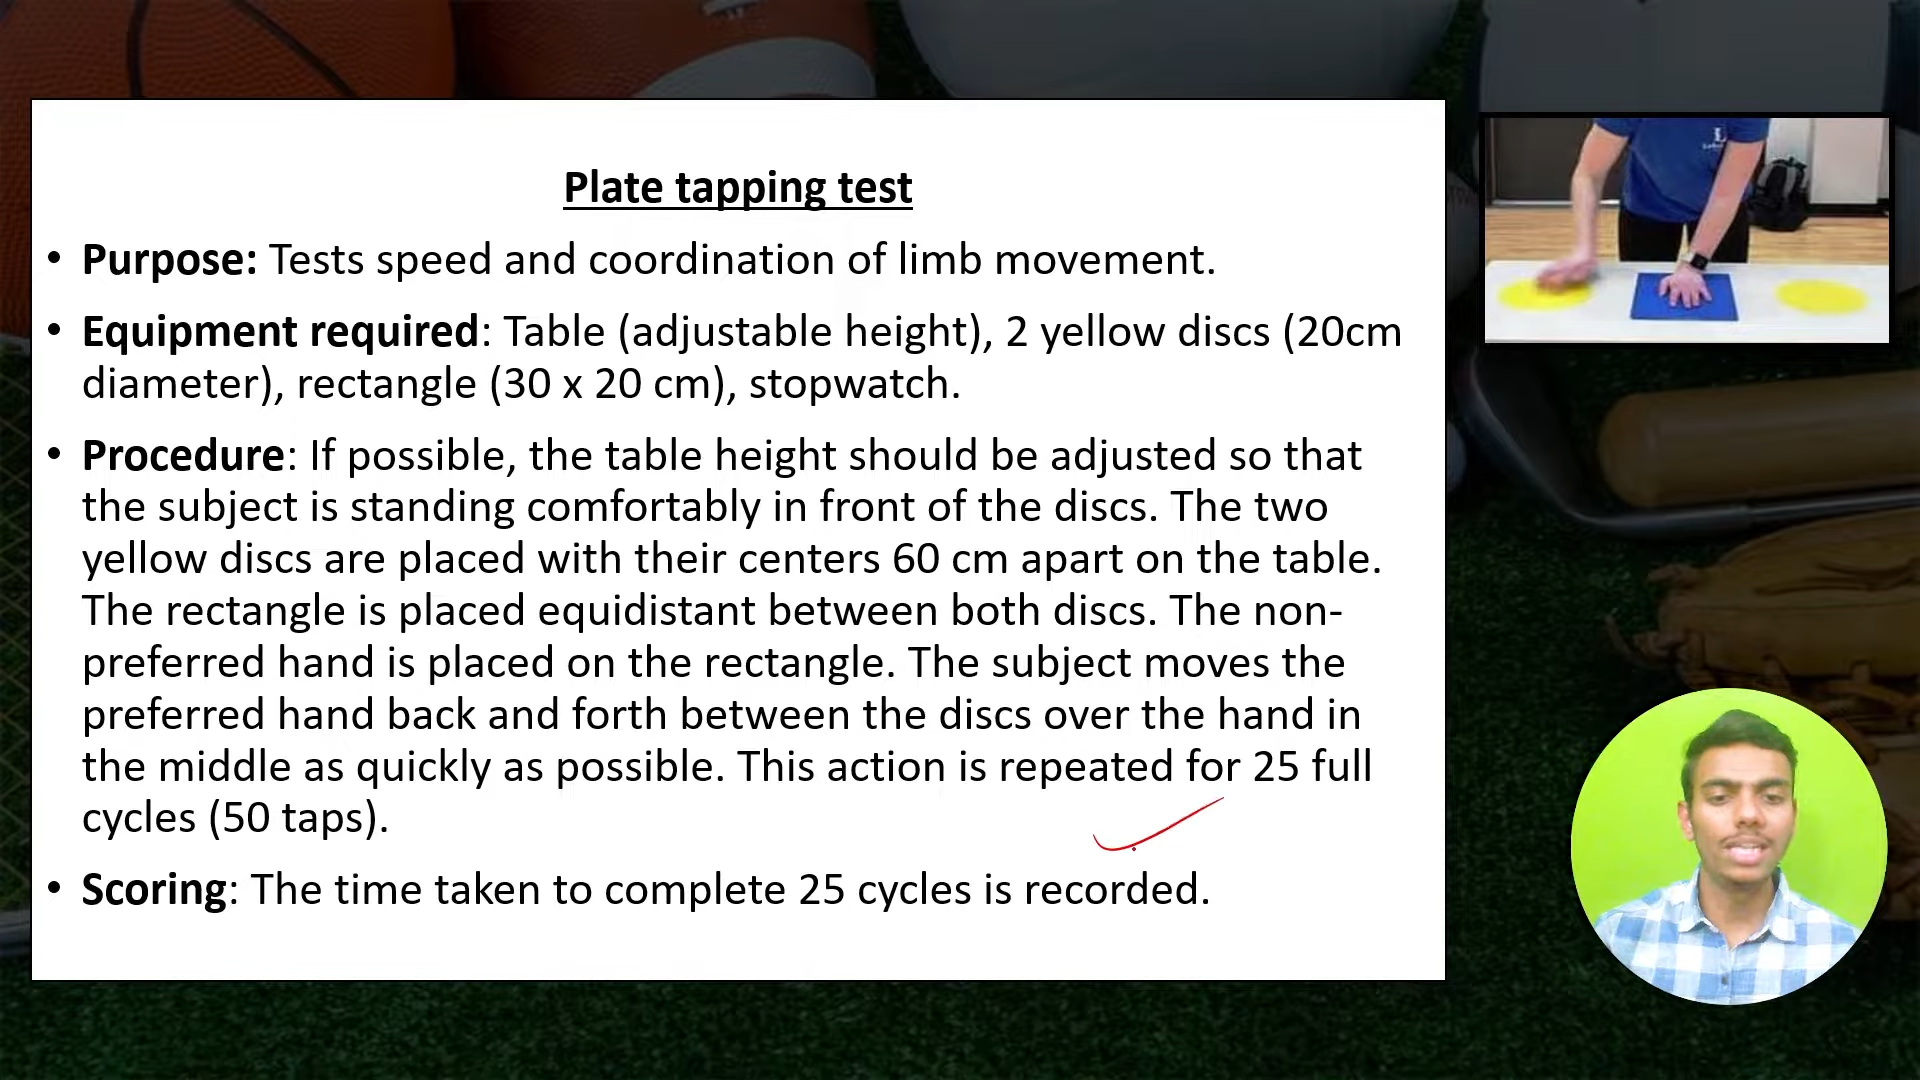 Plate tapping test
• Purpose: Tests speed and coordination of limb movement.
• Equipment required: Table (adjustable height), 2 yellow discs (20cm
diameter), rectangle (30 x 20 cm), stopwatch.
• Procedure: If possible, the table height should be adjusted so that
the subject is standing comfortably in front of the discs. The two
yellow discs are placed with their centers 60 cm apart on the table.
The rectangle is placed equidistant between both discs. The non-
preferred hand is placed on the rectangle. The subject moves the
preferred hand back and forth between the discs over the hand in
the middle as quickly as possible. This action is repeated for 25 full
cycles (50 taps).
• Scoring: The time taken to complete 25 cycles is recorded.